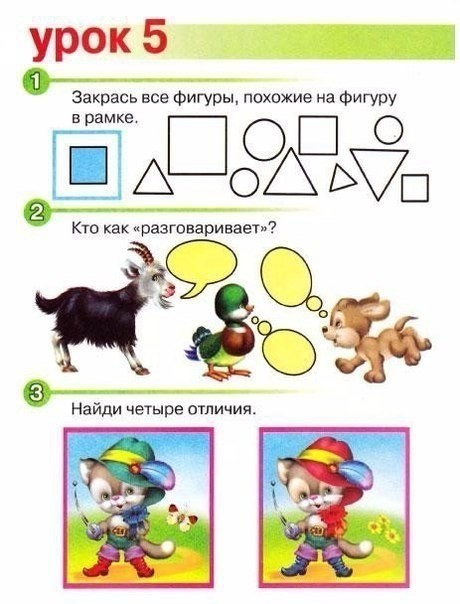 урок 5
1
Закрась все фигуры, похожие на фигуру
в рамке.
2
Кто как «разговаривает»?
3
Найди четыре отличия.